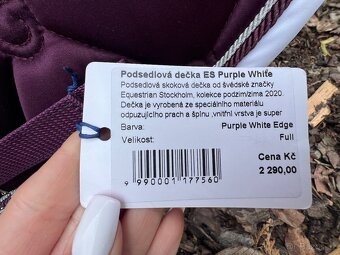 Podsedlová dečka ES Purple White
Podsedlová skoková dečka od švédské značky
Equestrian Stockholm, kolekce podzim/zima 2020.
Dečka je vyrobená ze speciálního materiálu
odpuzujícího prach a špínu ,vnitřní vrstva je super
Barva: Purple White Edge
Velikost: Full
Cena Kč
2 290,00
9 990001 177560